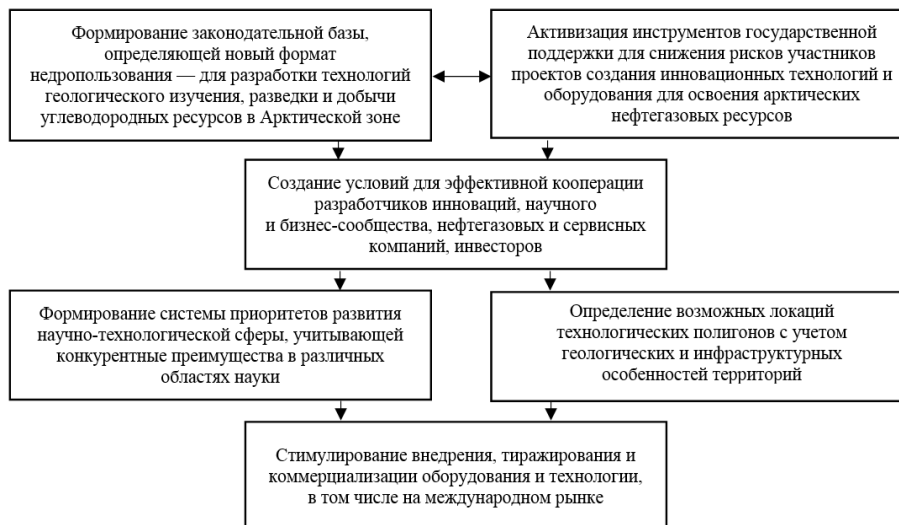 Формирование законодательной базы,
определяющей новый формат
недропользования — для разработки технологий
геологического изучения, разведки и добычи
углеводородных ресурсов в Арктической зоне
Активизация инструментов государственной
поддержки для снижения рисков участников
проектов создания инновационных технологий и
оборудования для освоения арктических
нефтегазовых ресурсов
Создание условий для эффективной кооперации
разработчиков инноваций, научного
и бизнес-сообщества, нефтегазовых и сервисных
компаний, инвесторов
Формирование системы приоритетов развития
научно-технологической сферы, учитывающей
конкурентные преимущества в различных
областях науки
Определение возможных локаций
технологических полигонов с учетом
геологических и инфраструктурных
особенностей территорий
Стимулирование внедрения, тиражирования и
коммерциализации оборудования и технологии,
в том числе на международном рынке